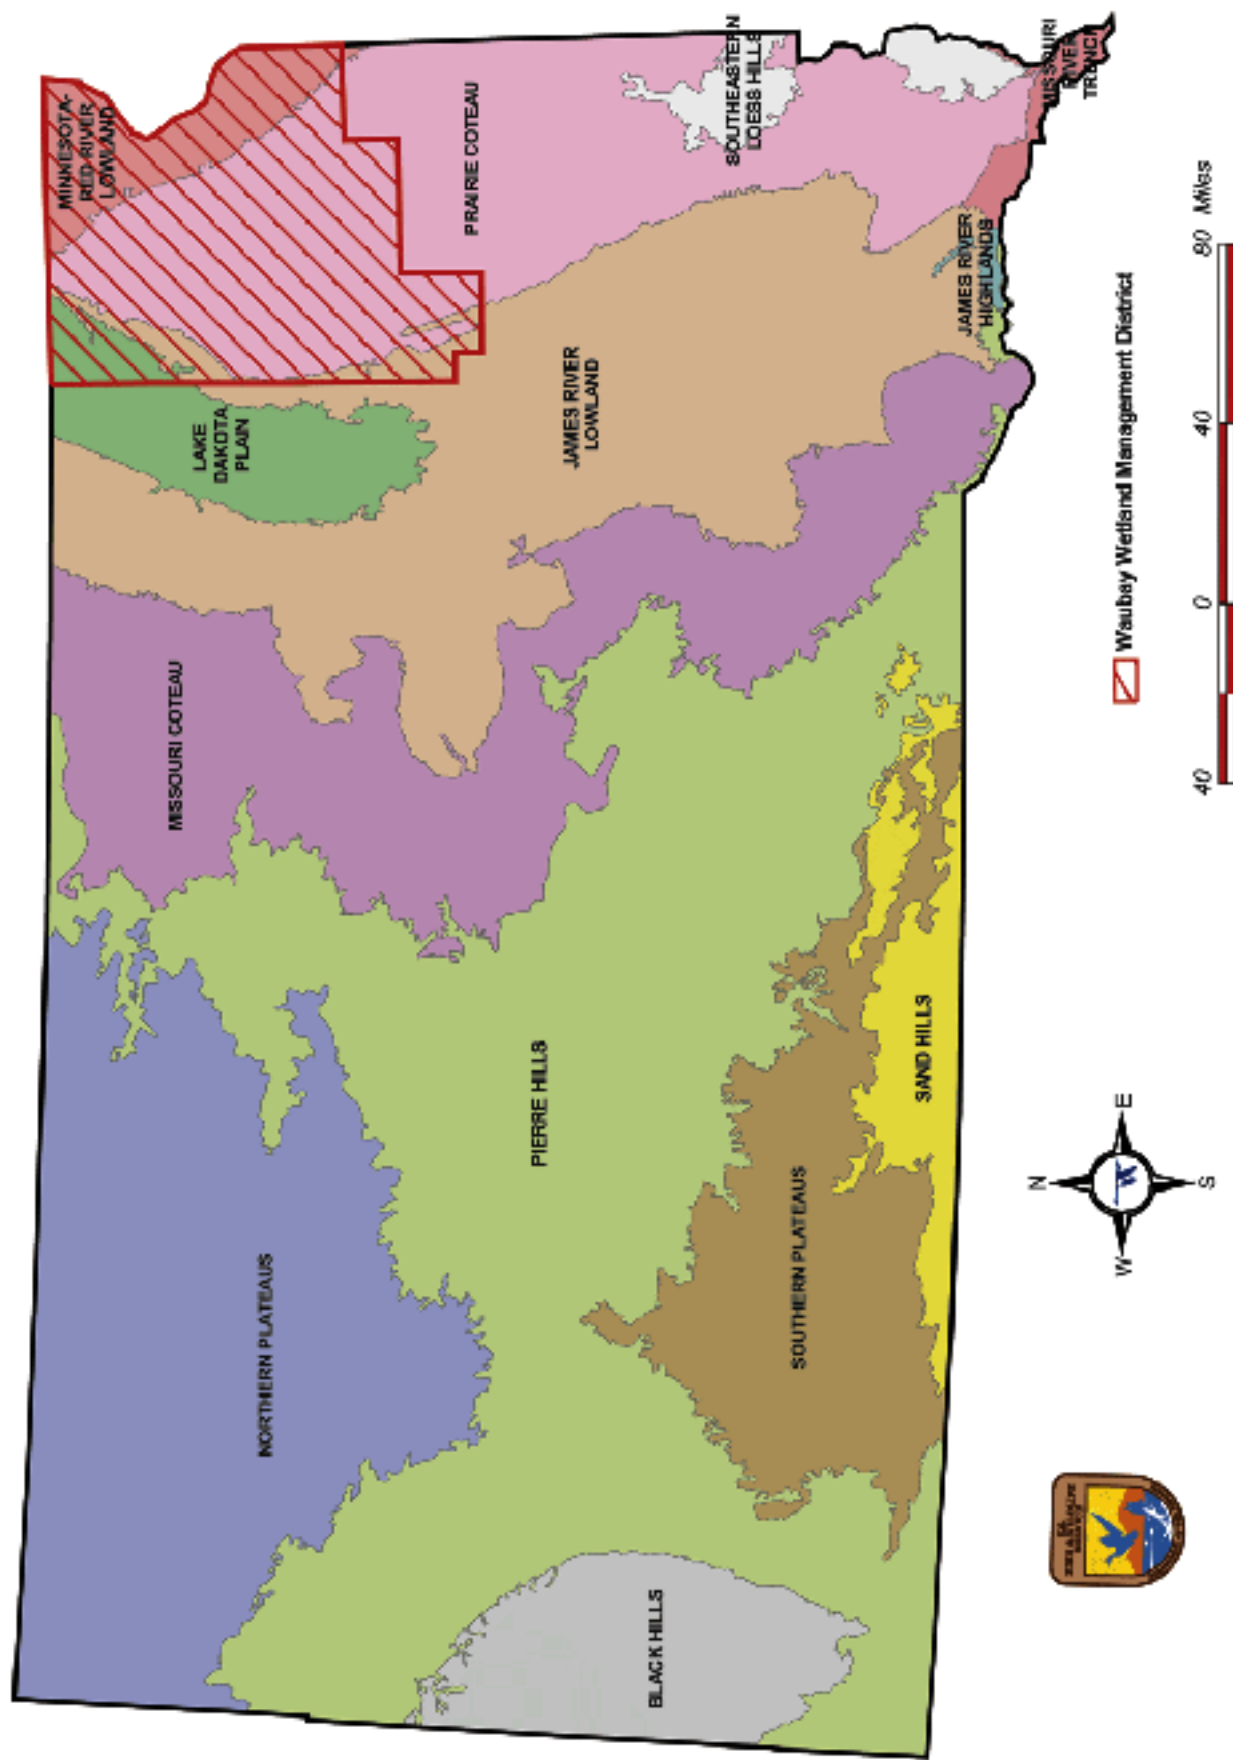 MINNESOTA-
RED RIVER
LOWLAND
LAKE
DAKOTA
PLAIN
PRAIRIE COTEAU
SOUTHEASTERN
LOESS HILLS
MISSOURI
RIVER
TRENCH
JAMES RIVER
HIGHLANDS
JAMES RIVER
LOWLAND
MISSOURI COTEAU
NORTHERN PLATEAUS
PIERRE HILLS
SOUTHERN PLATEAUS
SAND HILLS
BLACK HILLS
N
W E
S
Waubay Wetland Management District
40 0 40 80 Miles